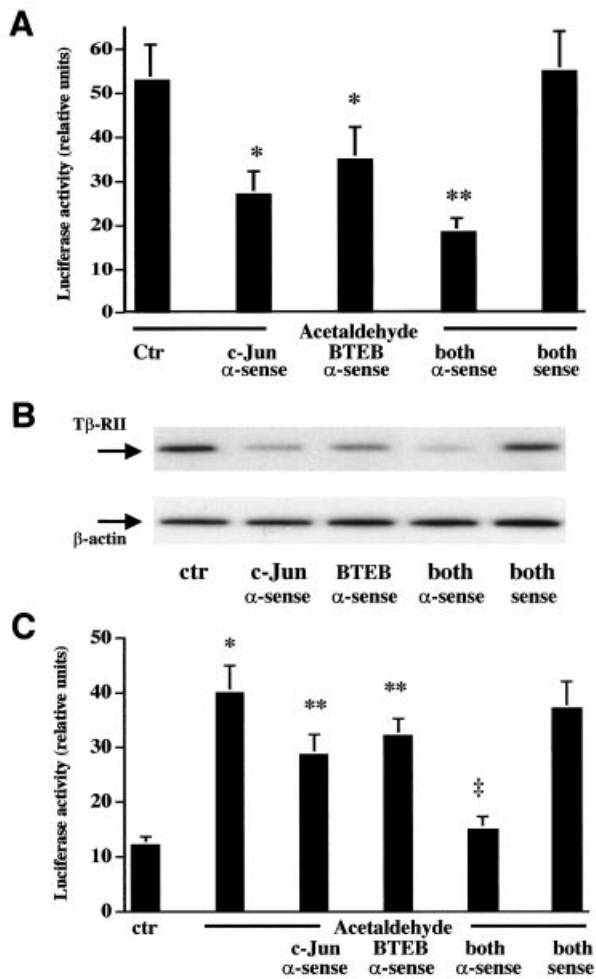 A
Luciferase activity (relative units)
60
50
40
30
20
10
0
*
*
**
Acetaldehyde
Ctr c-Jun BTEB both both
α-sense α-sense α-sense sense
B
Tβ-RII
β-actin
ctr c-Jun BTEB both both
α-sense α-sense α-sense sense
C
Luciferase activity (relative units)
50
40
30
20
10
0
*
**
**
‡
ctr Acetaldehyde
c-Jun BTEB both both
α-sense α-sense α-sense sense